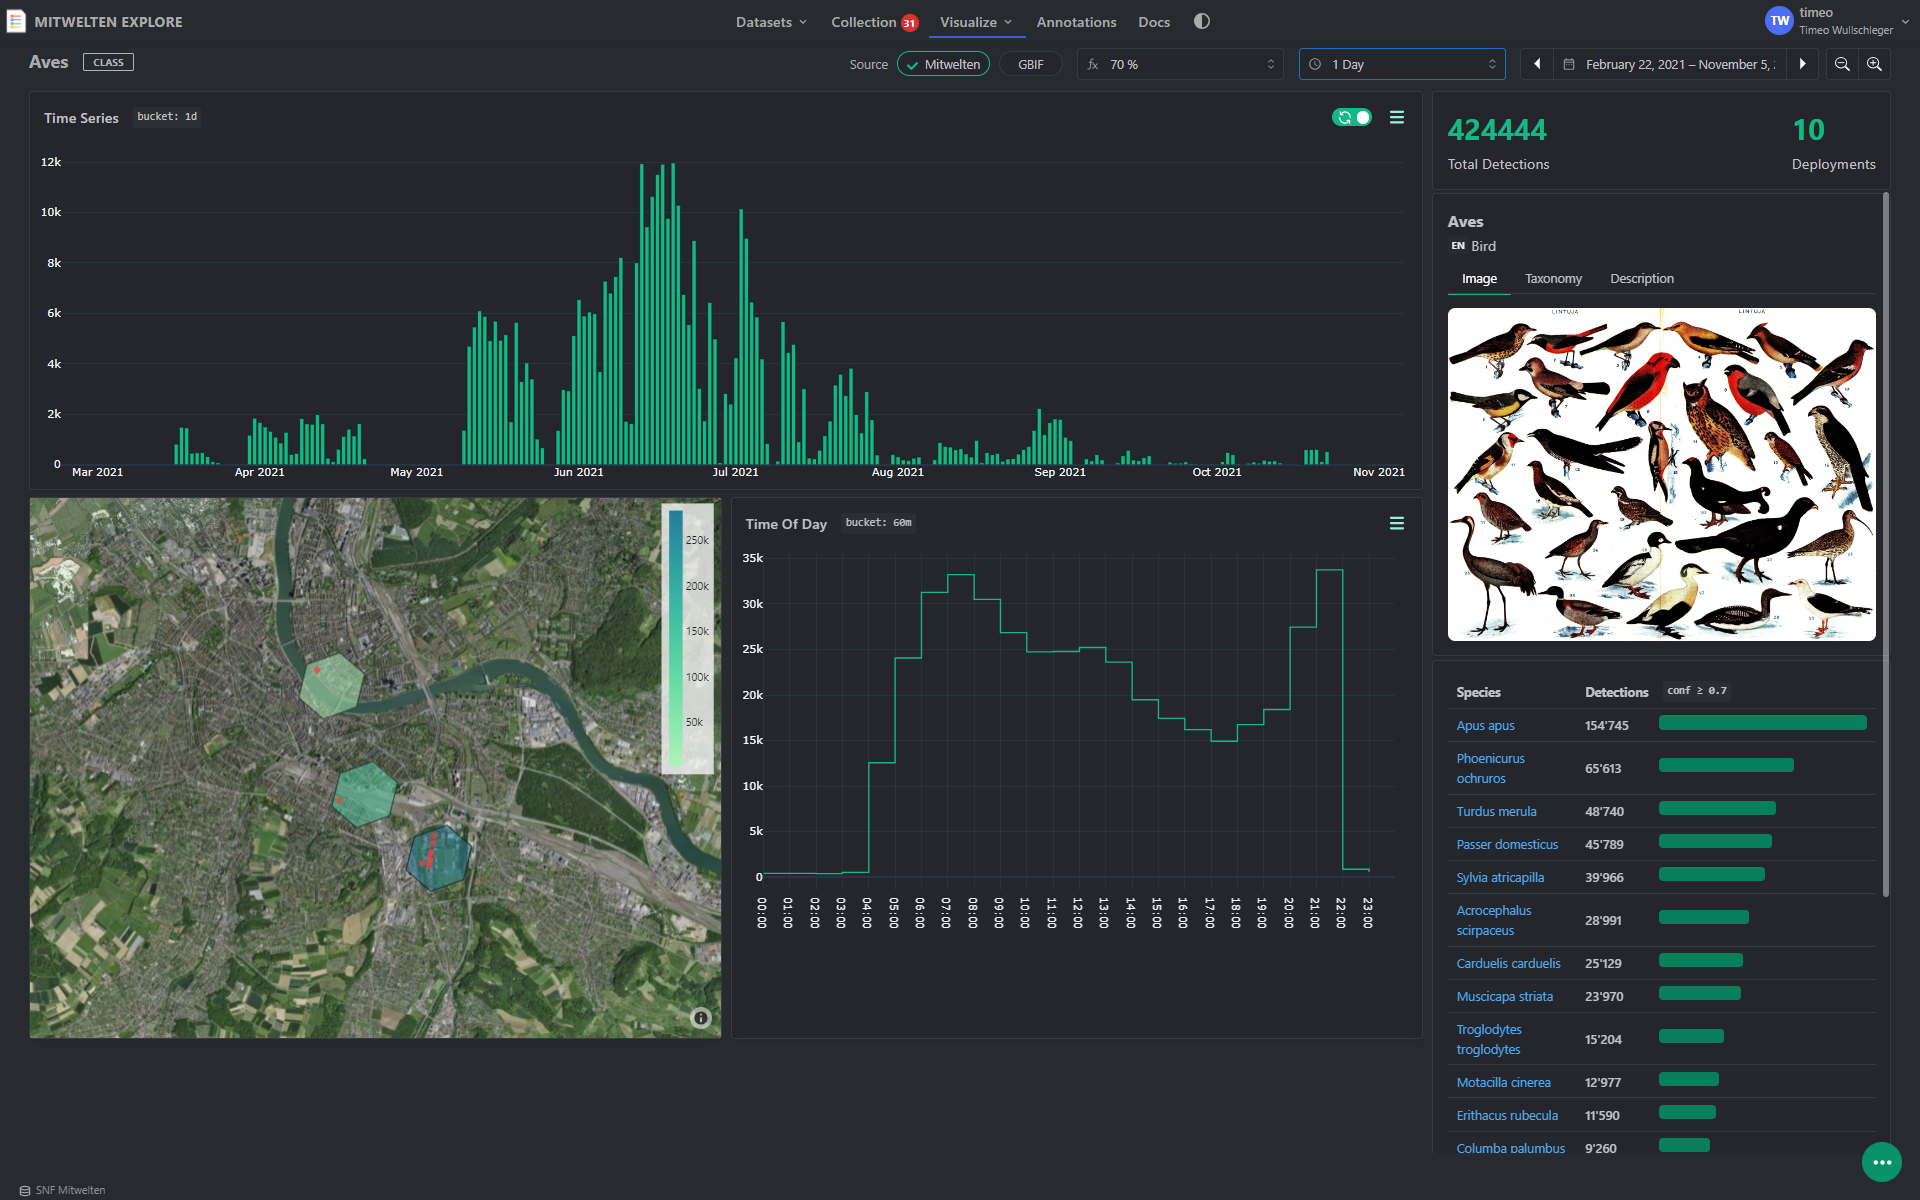 MITWELTEN EXPLORE
Datasets
Collection 31
Visualize
Annotations
Docs
TW
timeo
Timeo Wullschleger
Aves CLASS
Source
Mitwelten
GBIF
fx 70 %
1 Day
February 22, 2021 – November 5,
Time Series bucket: 1d
12k
10k
8k
6k
4k
2k
0
Mar 2021 Apr 2021 May 2021 Jun 2021 Jul 2021 Aug 2021 Sep 2021 Oct 2021 Nov 2021
424444
Total Detections
10
Deployments
Aves
EN Bird
Image Taxonomy Description
LINTUJA LINTUJA
250k
200k
150k
100k
50k
Time Of Day bucket: 60m
35k
30k
25k
20k
15k
10k
5k
0
00:00 01:00 02:00 03:00 04:00 05:00 06:00 07:00 08:00 09:00 10:00 11:00 12:00 13:00 14:00 15:00 16:00 17:00 18:00 19:00 20:00 21:00 22:00 23:00
Species Detections conf ≥ 0.7
Apus apus 154'745
Phoenicurus
ochruros 65'613
Turdus merula 48'740
Passer domesticus 45'789
Sylvia atricapilla 39'966
Acrocephalus
scirpaceus 28'991
Carduelis carduelis 25'129
Muscicapa striata 23'970
Troglodytes
troglodytes 15'204
Motacilla cinerea 12'977
Erithacus rubecula 11'590
Columba palumbus 9'260
SNF Mitwelten